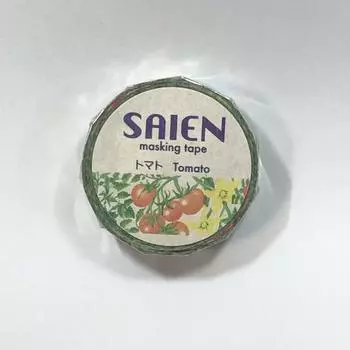 SAIEN
masking tape
トマト Tomato